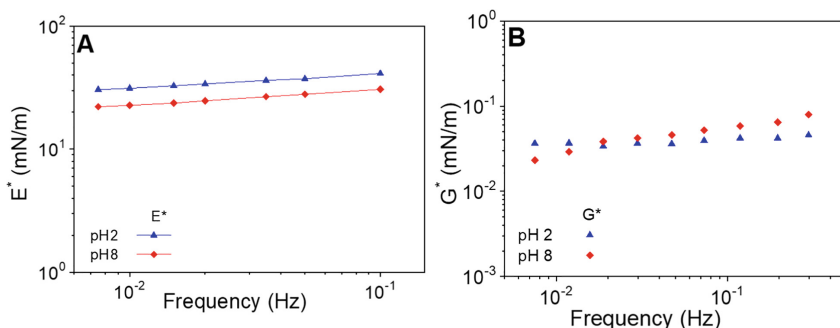 A
10²
10¹
10⁰
E* (mN/m)
E*
pH2
pH8
10⁻² 10⁻¹
Frequency (Hz)
B
10⁰
10⁻¹
10⁻²
10⁻³
G* (mN/m)
G*
pH 2
pH 8
10⁻² 10⁻¹
Frequency (Hz)